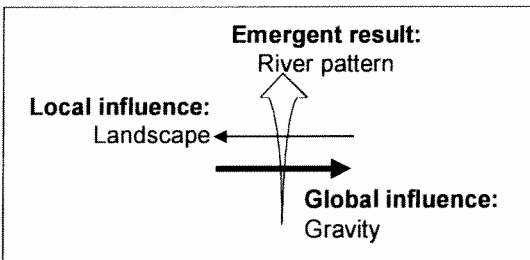 Emergent result:
River pattern
Local influence:
Landscape
Global influence:
Gravity